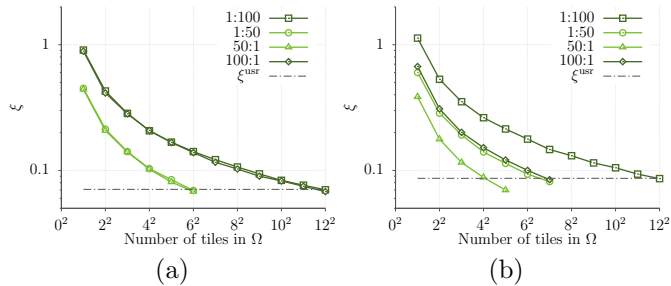 1:100
1:50
50:1
100:1
ξ^usr
1
0.1
ξ
0² 2² 4² 6² 8² 10² 12²
Number of tiles in Ω
(a)
1:100
1:50
50:1
100:1
ξ^usr
1
0.1
ξ
0² 2² 4² 6² 8² 10² 12²
Number of tiles in Ω
(b)